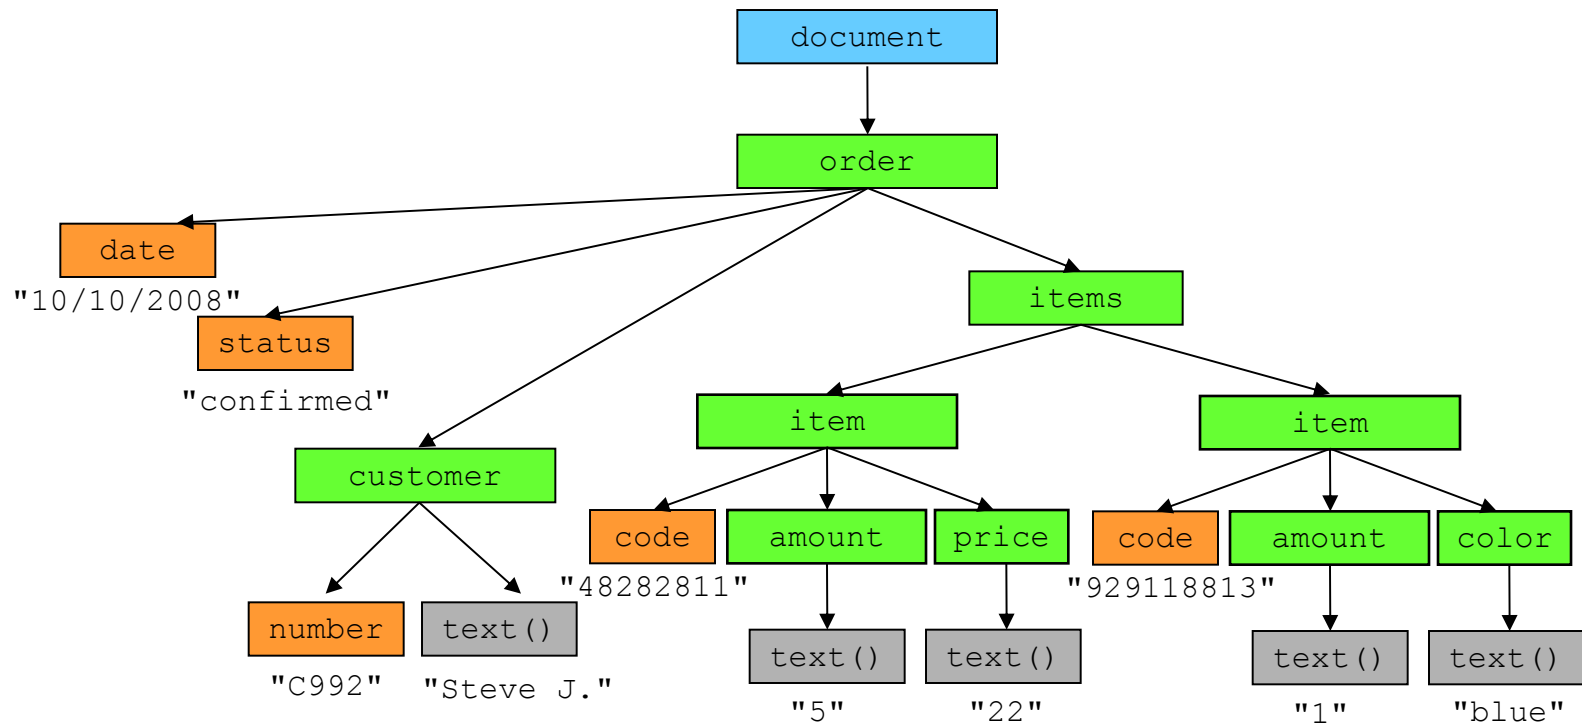 document
order
date
"10/10/2008"
items
status
"confirmed"
item
item
customer
code
amount
price
code
amount
color
"48282811"
"929118813"
number
text()
text()
text()
text()
text()
"C992"
"Steve J."
"5"
"22"
"1"
"blue"